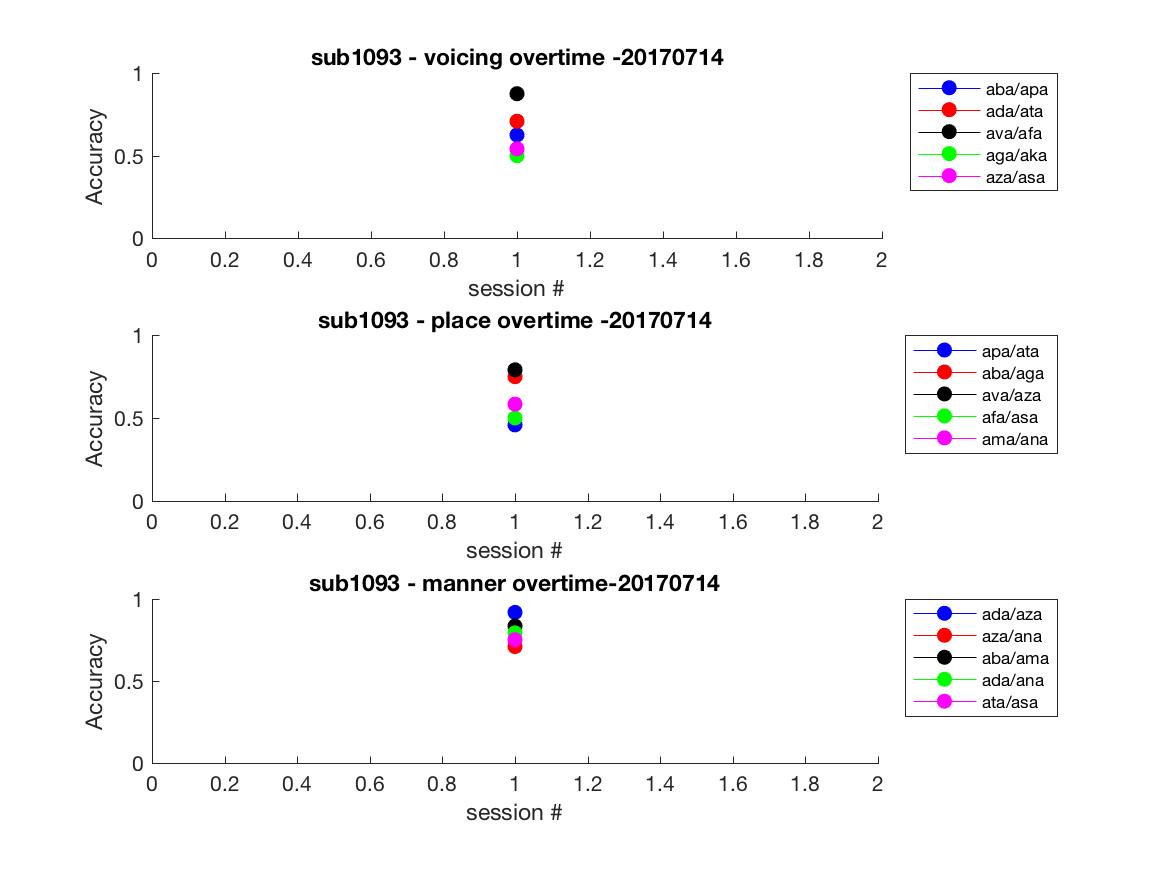 sub1093 - voicing overtime -20170714
1
0.5
0
Accuracy
0 0.2 0.4 0.6 0.8 1 1.2 1.4 1.6 1.8 2
session #
aba/apa
ada/ata
ava/afa
aga/aka
aza/asa
sub1093 - place overtime -20170714
1
0.5
0
Accuracy
0 0.2 0.4 0.6 0.8 1 1.2 1.4 1.6 1.8 2
session #
apa/ata
aba/aga
ava/aza
afa/asa
ama/ana
sub1093 - manner overtime-20170714
1
0.5
0
Accuracy
0 0.2 0.4 0.6 0.8 1 1.2 1.4 1.6 1.8 2
session #
ada/aza
aza/ana
aba/ama
ada/ana
ata/asa